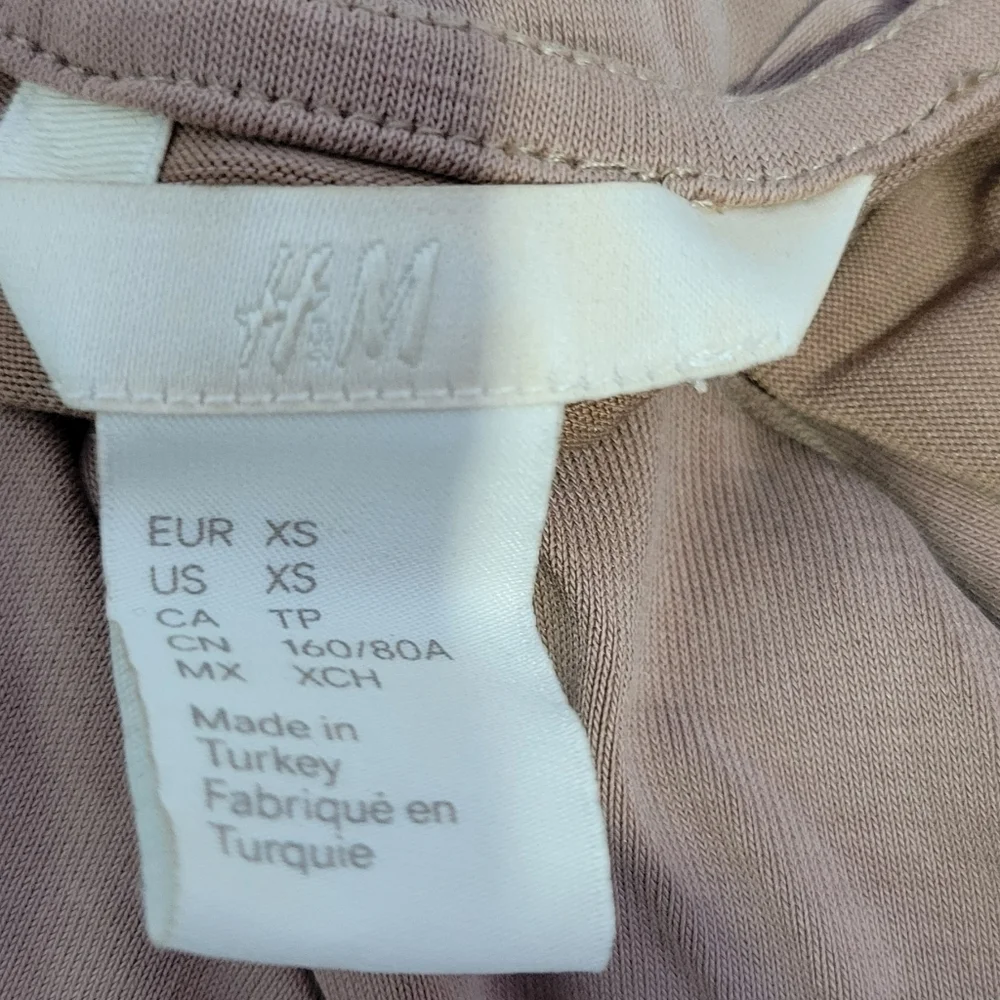 H&M
EUR XS
US XS
CA TP
CN 160/80A
MX XCH
Made in
Turkey
Fabriqué en
Turquie